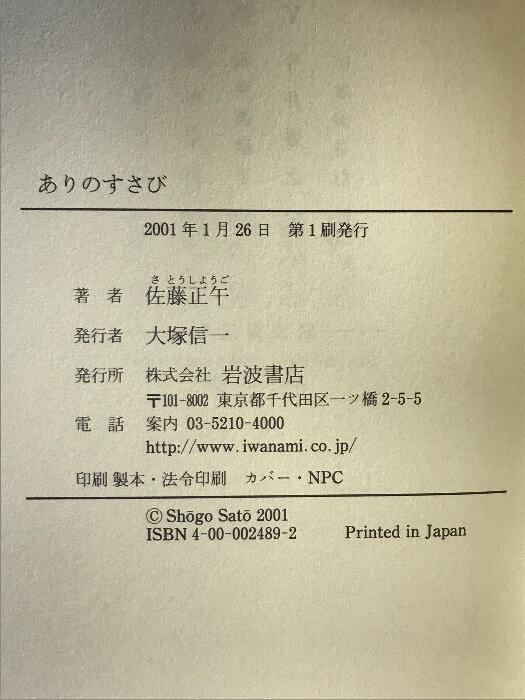 ありのすさび
2001年1月26日 第1刷発行
さとうしようご
著 者 佐藤正午
発行者 大塚信一
発行所 株式会社 岩波書店
〒101-8002 東京都千代田区一ツ橋2-5-5
電 話 案内 03-5210-4000
http://www.iwanami.co.jp/
印刷 製本・法令印刷 カバー・NPC
© Shōgo Satō 2001
ISBN 4-00-002489-2 Printed in Japan